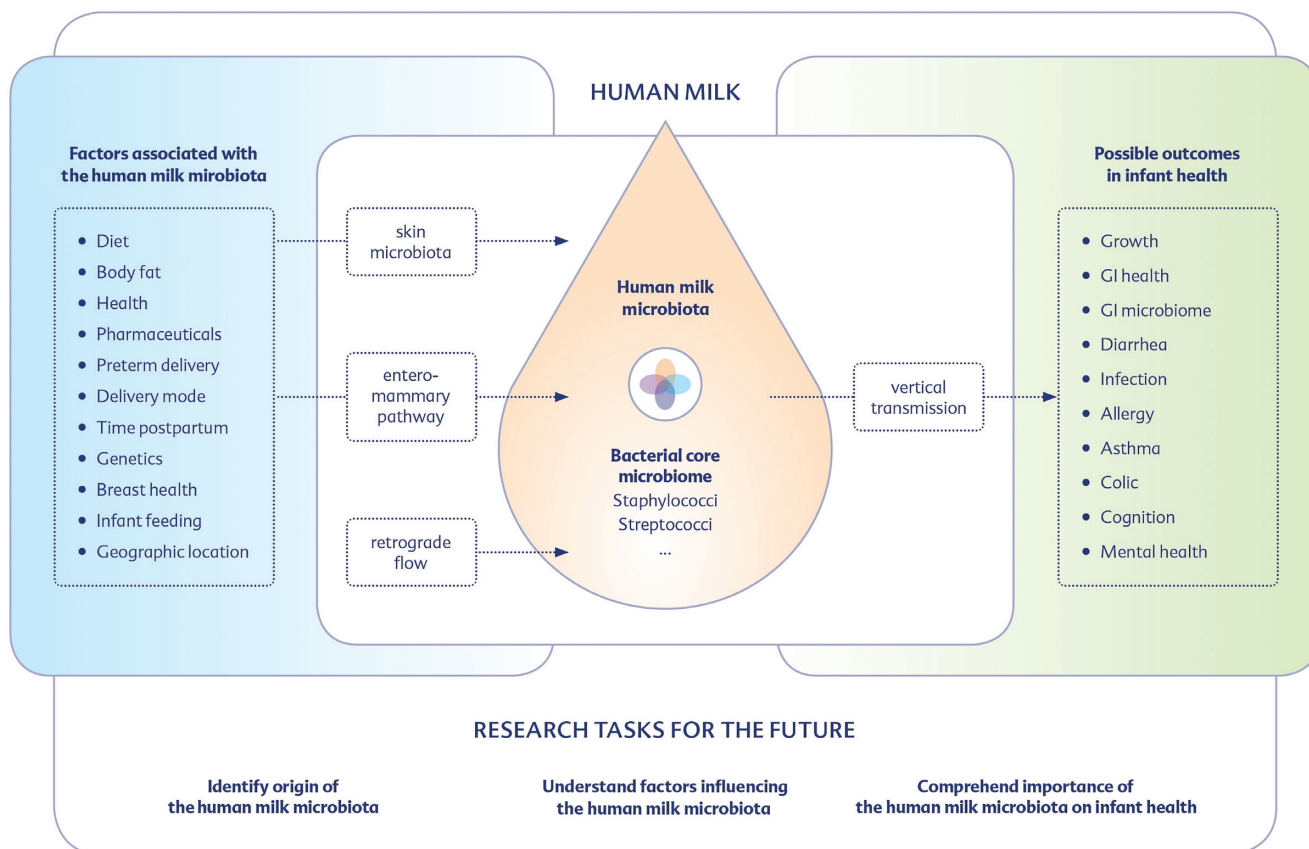 HUMAN MILK
Factors associated with
the human milk mirobiota
• Diet
• Body fat
• Health
• Pharmaceuticals
• Preterm delivery
• Delivery mode
• Time postpartum
• Genetics
• Breast health
• Infant feeding
• Geographic location
skin
microbiota
entero-
mammary
pathway
retrograde
flow
Human milk
microbiota
Bacterial core
microbiome
Staphylococci
Streptococci
...
vertical
transmission
Possible outcomes
in infant health
• Growth
• GI health
• GI microbiome
• Diarrhea
• Infection
• Allergy
• Asthma
• Colic
• Cognition
• Mental health
RESEARCH TASKS FOR THE FUTURE
Identify origin of
the human milk microbiota
Understand factors influencing
the human milk microbiota
Comprehend importance of
the human milk microbiota on infant health